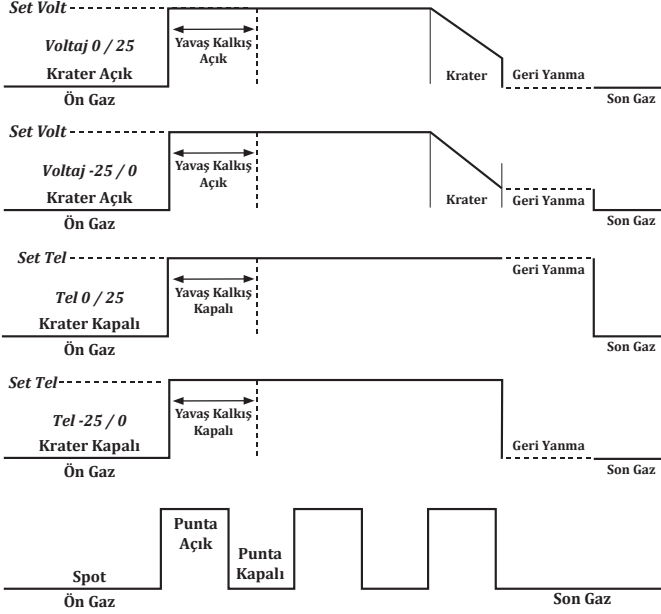 Set Volt
Voltaj 0 / 25
Krater Açık
Ön Gaz
Yavaş Kalkış
Açık
Krater
Geri Yanma
Son Gaz
Set Volt
Voltaj -25 / 0
Krater Açık
Ön Gaz
Yavaş Kalkış
Açık
Krater
Geri Yanma
Son Gaz
Set Tel
Tel 0 / 25
Krater Kapalı
Ön Gaz
Yavaş Kalkış
Kapalı
Geri Yanma
Son Gaz
Set Tel
Tel -25 / 0
Krater Kapalı
Ön Gaz
Yavaş Kalkış
Kapalı
Geri Yanma
Son Gaz
Punta
Açık
Punta
Kapalı
Spot
Ön Gaz
Son Gaz